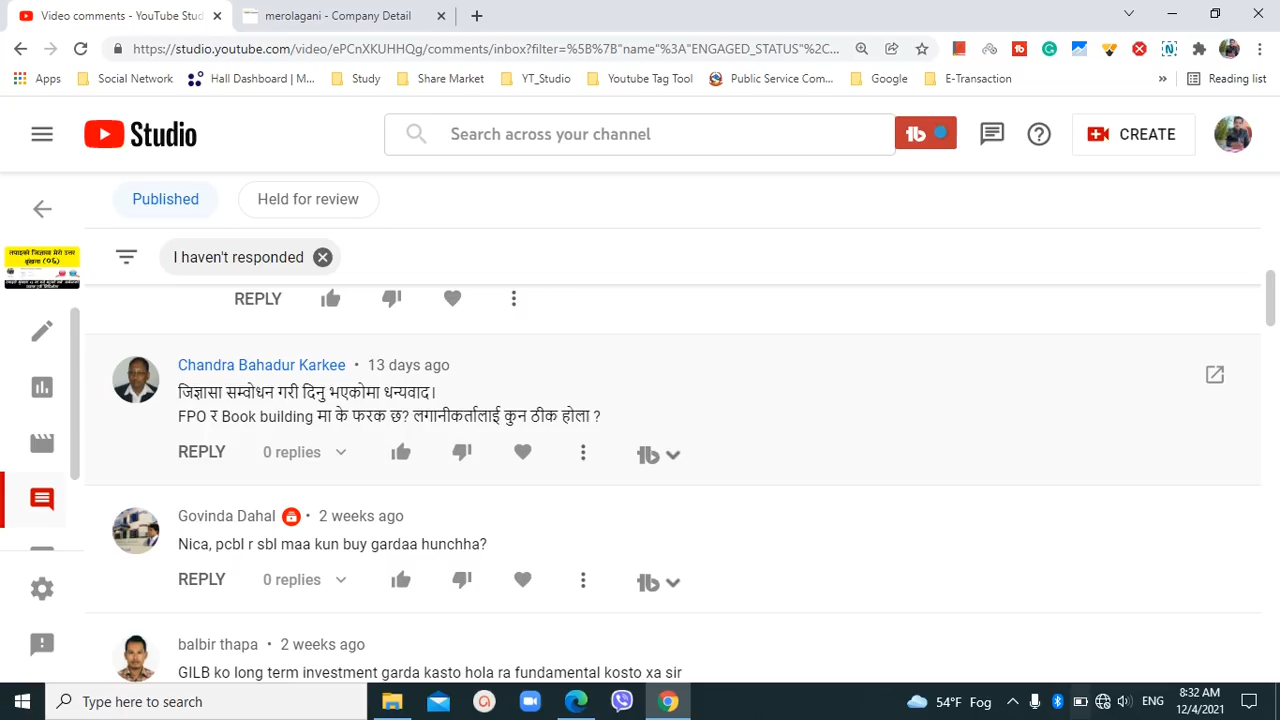 Video comments - YouTube Stud
merolagani - Company Detail
https://studio.youtube.com/video/ePCnXKUHHQg/comments/inbox?filter=%5B%7B"name"%3A"ENGAGED_STATUS"%2C...
Apps
Social Network
Hall Dashboard | M...
Study
Share Market
YT_Studio
Youtube Tag Tool
Public Service Com...
Google
E-Transaction
»
Reading list
Studio
Search across your channel
CREATE
Published
Held for review
तपाइको जिज्ञासा मेरो उत्तर
I haven't responded
REPLY
Chandra Bahadur Karkee • 13 days ago
जिज्ञासा सम्वोधन गरी दिनु भएकोमा धन्यवाद।
FPO र Book building मा के फरक छ? लगानीकर्तालाई कुन ठीक होला ?
REPLY 0 replies
Govinda Dahal • 2 weeks ago
Nica, pcbl r sbl maa kun buy gardaa hunchha?
REPLY 0 replies
balbir thapa • 2 weeks ago
GILB ko long term investment garda kasto hola ra fundamental kosto xa sir
Type here to search
54°F Fog
ENG
8:32 AM
12/4/2021